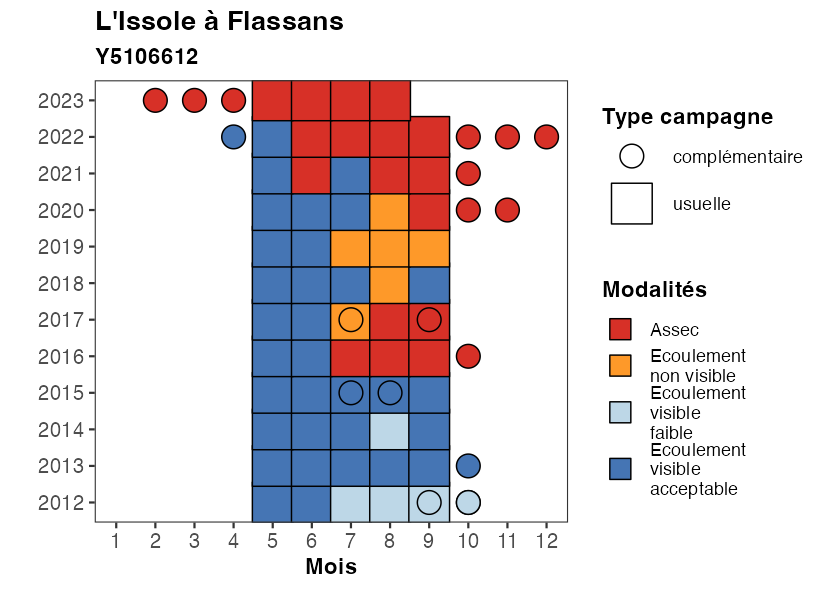 L'Issole à Flassans
Y5106612
2023
2022
2021
2020
2019
2018
2017
2016
2015
2014
2013
2012
1 2 3 4 5 6 7 8 9 10 11 12
Mois
Type campagne
complémentaire
usuelle
Modalités
Assec
Ecoulement
non visible
Ecoulement
visible
faible
Ecoulement
visible
acceptable